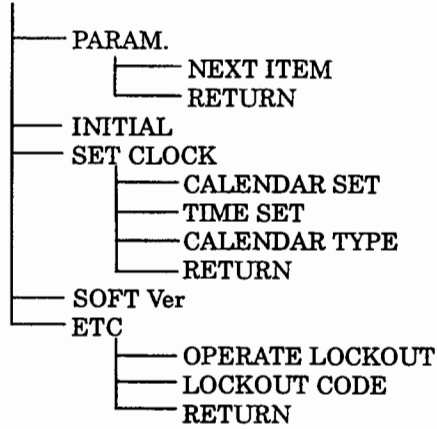 PARAM.
NEXT ITEM
RETURN
INITIAL
SET CLOCK
CALENDAR SET
TIME SET
CALENDAR TYPE
RETURN
SOFT Ver
ETC
OPERATE LOCKOUT
LOCKOUT CODE
RETURN